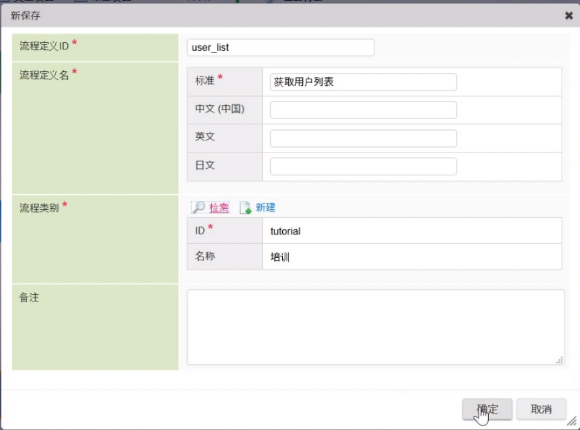 新保存
流程定义ID *
user_list
流程定义名 *
标准 *
获取用户列表
中文 (中国)
英文
日文
流程类别 *
检索 新建
ID *
tutorial
名称
培训
备注
确定 取消